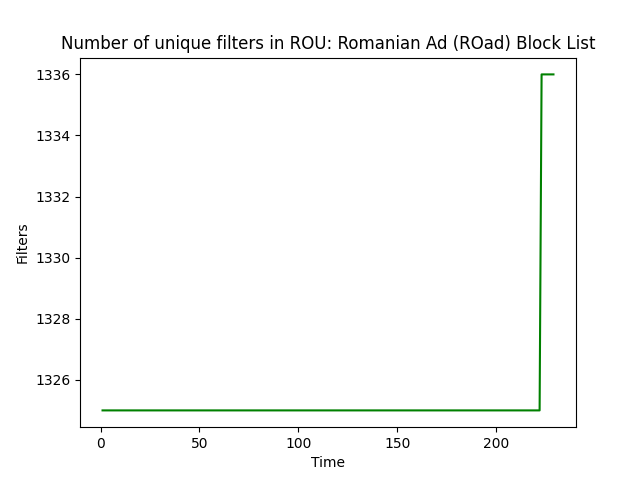 Number of unique filters in ROU: Romanian Ad (ROad) Block List
1336
1334
1332
1330
1328
1326
Filters
0 50 100 150 200
Time